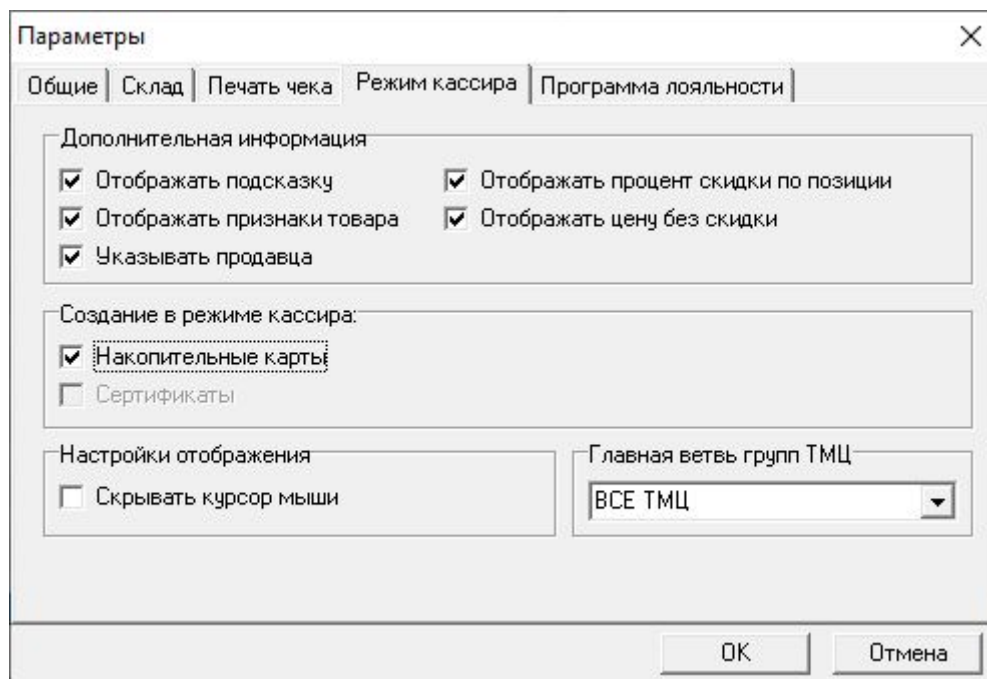 Параметры
Общие Склад Печать чека Режим кассира Программа лояльности
Дополнительная информация
Отображать подсказку Отображать процент скидки по позиции
Отображать признаки товара Отображать цену без скидки
Указывать продавца
Создание в режиме кассира:
Накопительные карты
Сертификаты
Настройки отображения Главная ветвь групп ТМЦ
Скрывать курсор мыши ВСЕ ТМЦ
OK Отмена